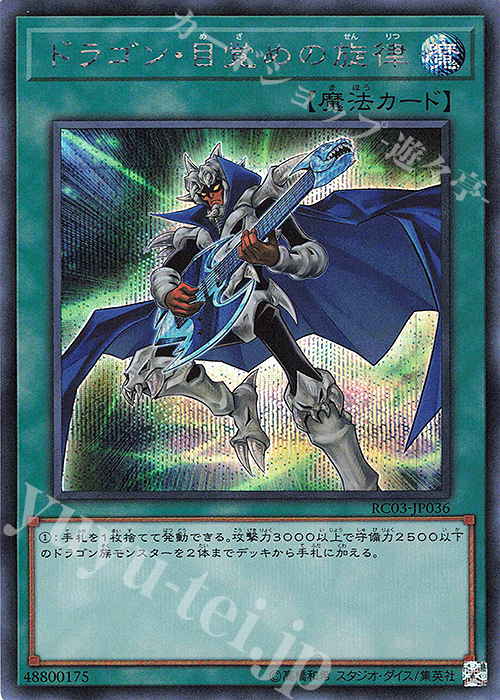 ドラゴン・目覚めの旋律
魔
【魔法カード】
カードショップ-遊々亭
RC03-JP036
①:手札を1枚捨てて発動できる。攻撃力3000以上で守備力2500以下
のドラゴン族モンスターを2体までデッキから手札に加える。
yuyu-tei.jp
48800175
©高橋和希 スタジオ・ダイス/集英社